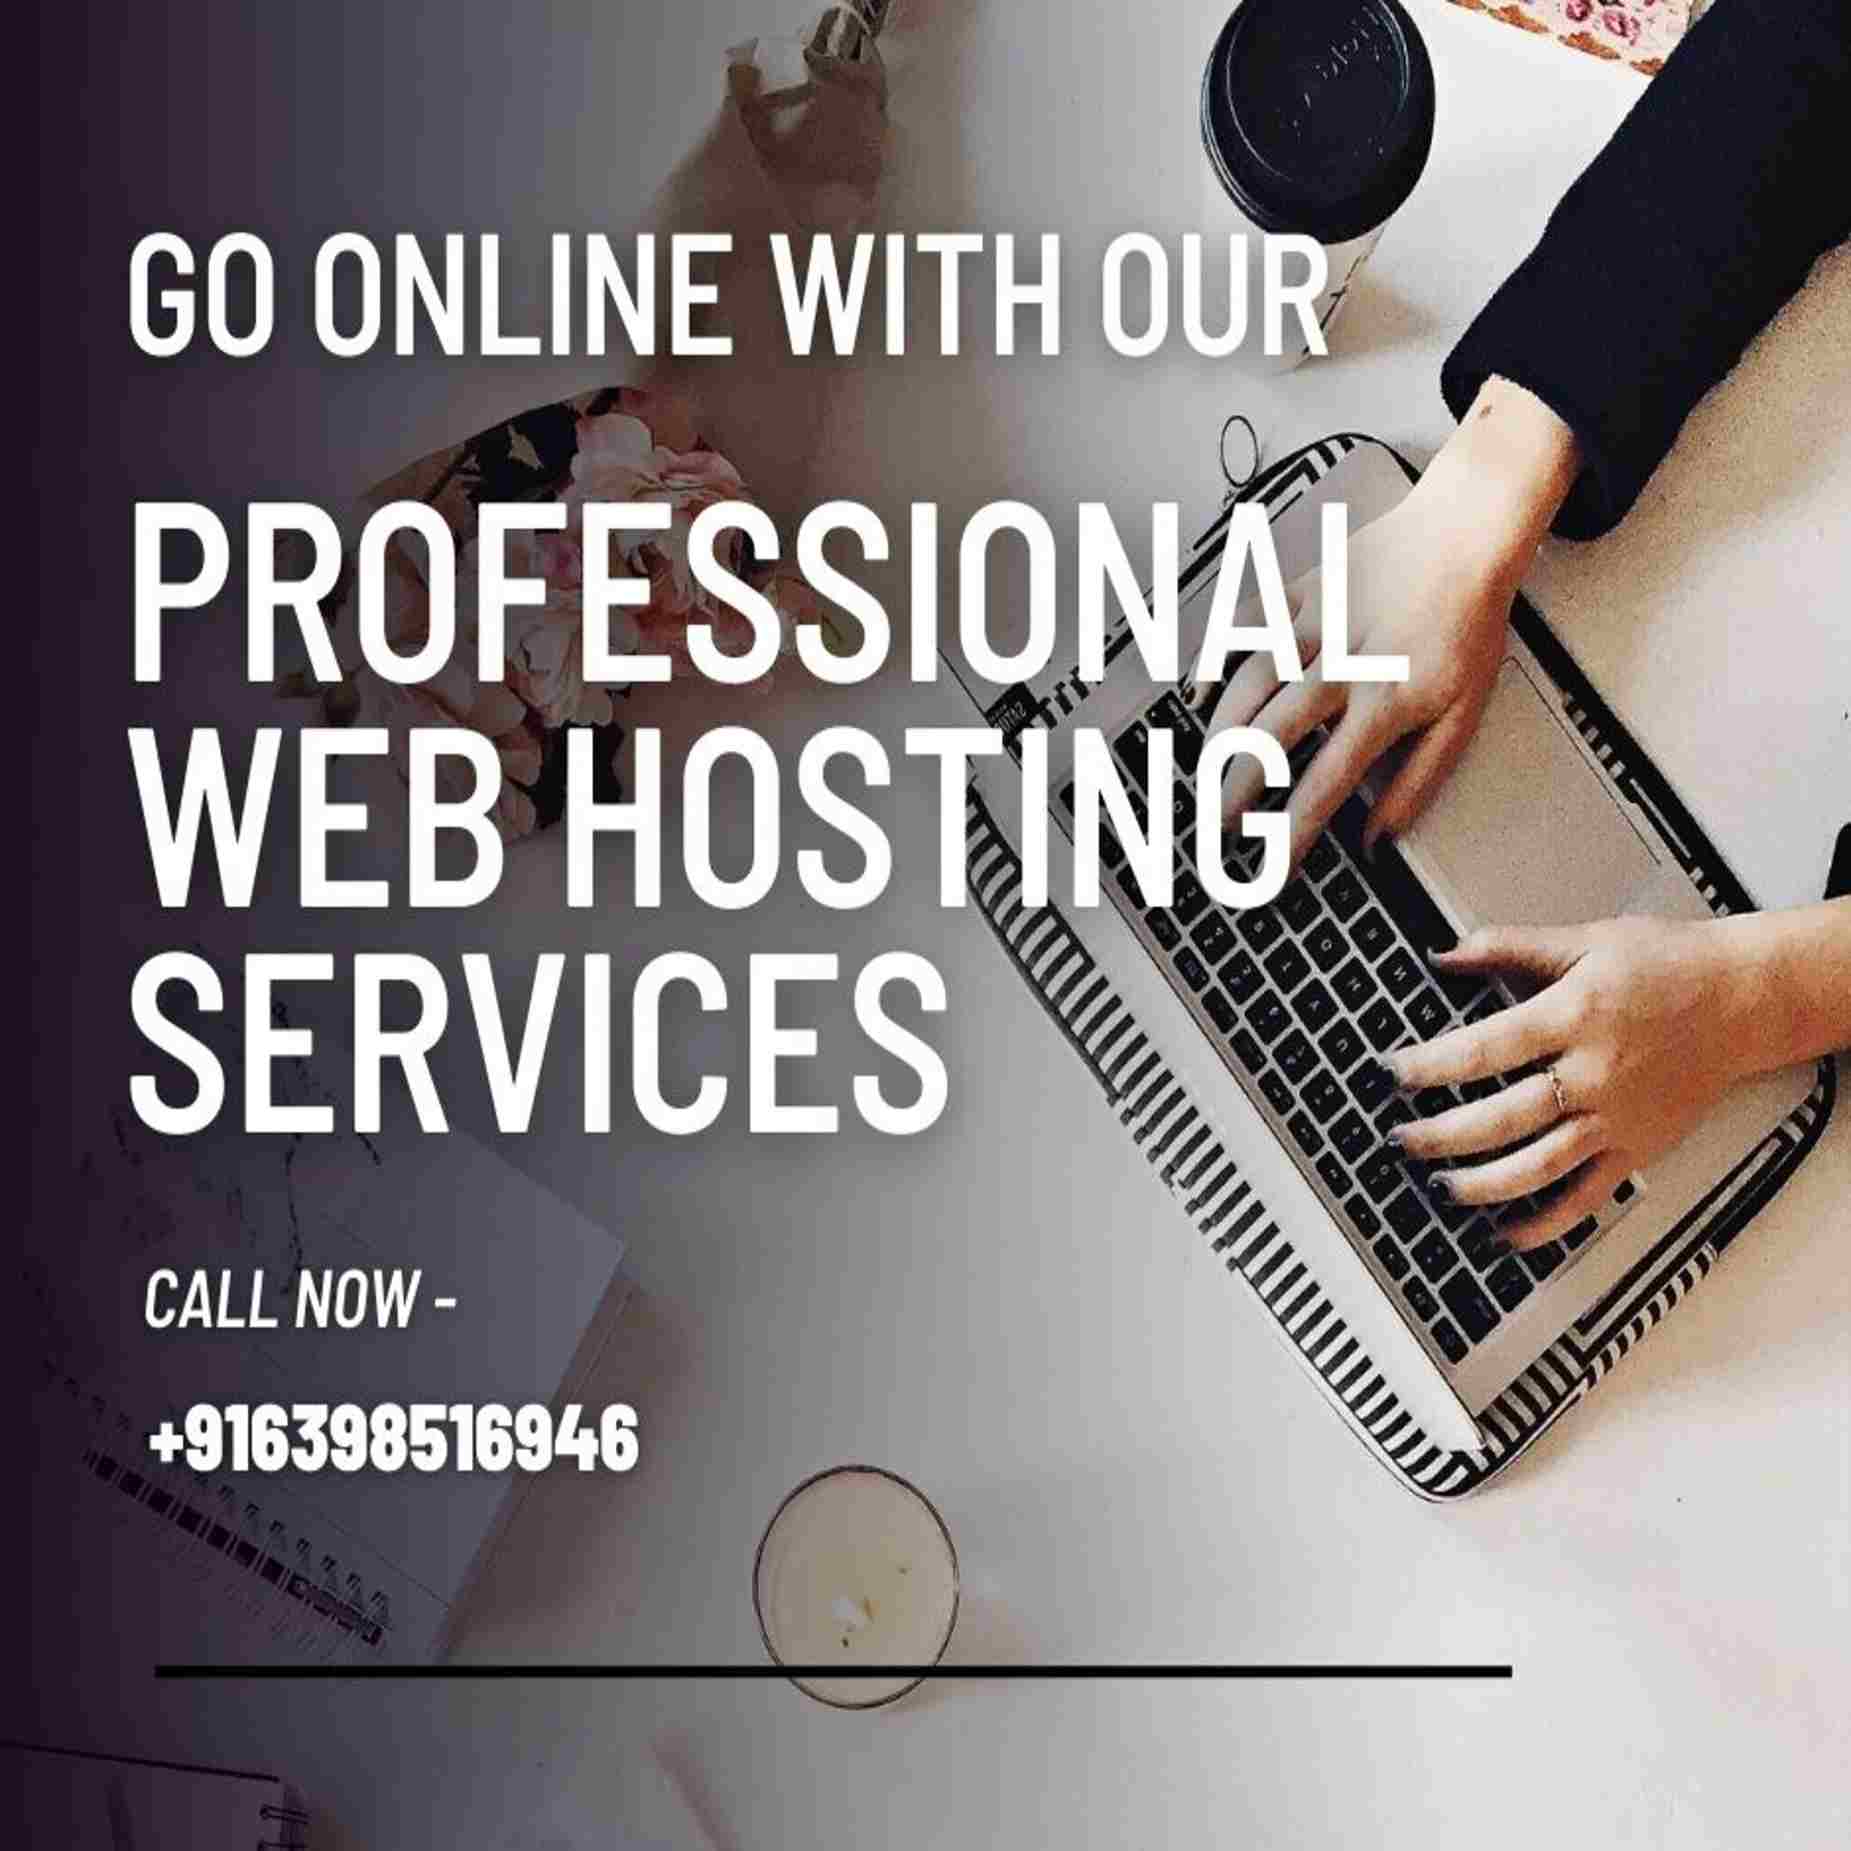 GO ONLINE WITH OUR
PROFESSIONAL
WEB HOSTING
SERVICES
CALL NOW -
+916398516946